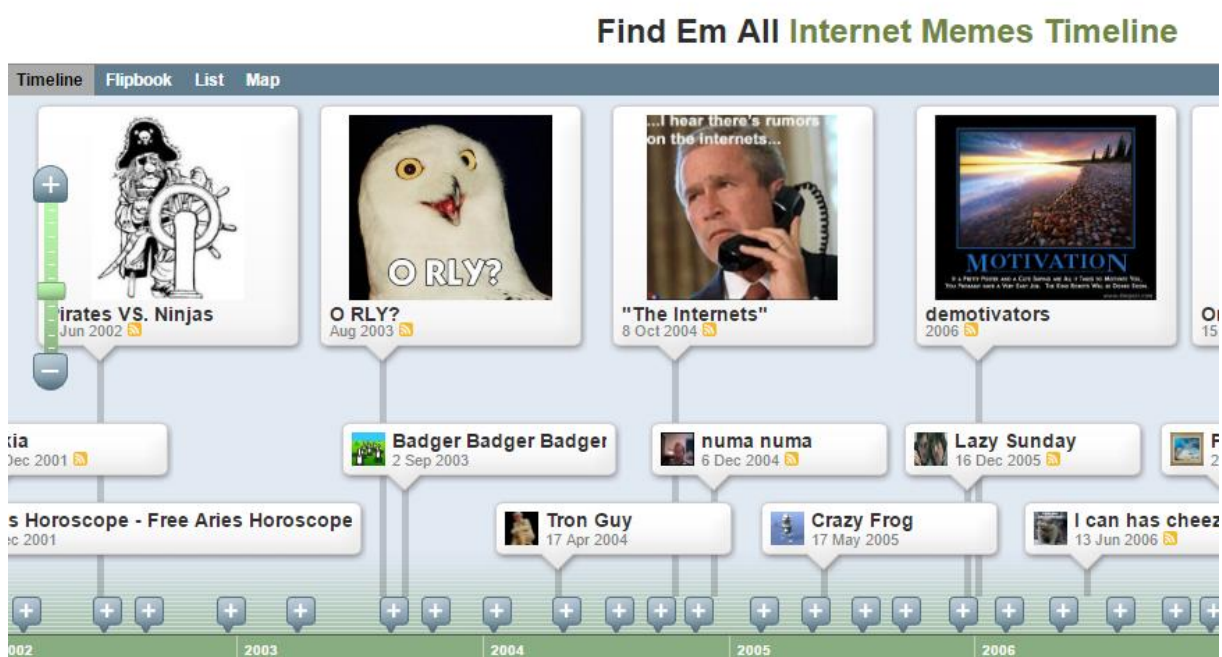 Find Em All Internet Memes Timeline
Timeline Flipbook List Map
...I hear there's rumors
on the internets...
O RLY?
MOTIVATION
Pirates VS. Ninjas
Jun 2002
O RLY?
Aug 2003
"The Internets"
8 Oct 2004
demotivators
2006
15
xia
Dec 2001
Badger Badger Badger
2 Sep 2003
numa numa
6 Dec 2004
Lazy Sunday
16 Dec 2005
F
2
s Horoscope - Free Aries Horoscope
ec 2001
Tron Guy
17 Apr 2004
Crazy Frog
17 May 2005
I can has cheez
13 Jun 2006
002 2003 2004 2005 2006